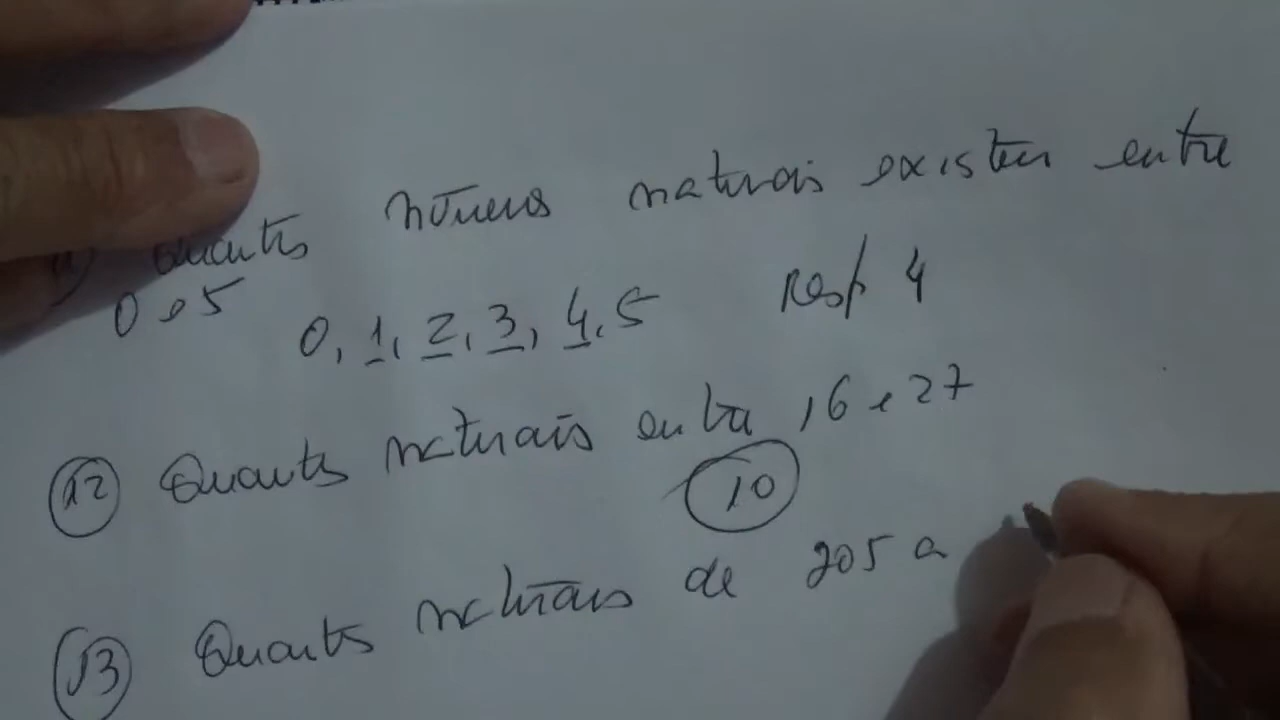 11) Quantos números naturais existem entre
0 e 5 0, 1, 2, 3, 4, 5 Resp 4
12 Quantos naturais entre 16 e 27
10
13 Quantos naturais de 205 a